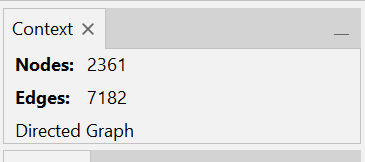 Context
Nodes: 2361
Edges: 7182
Directed Graph